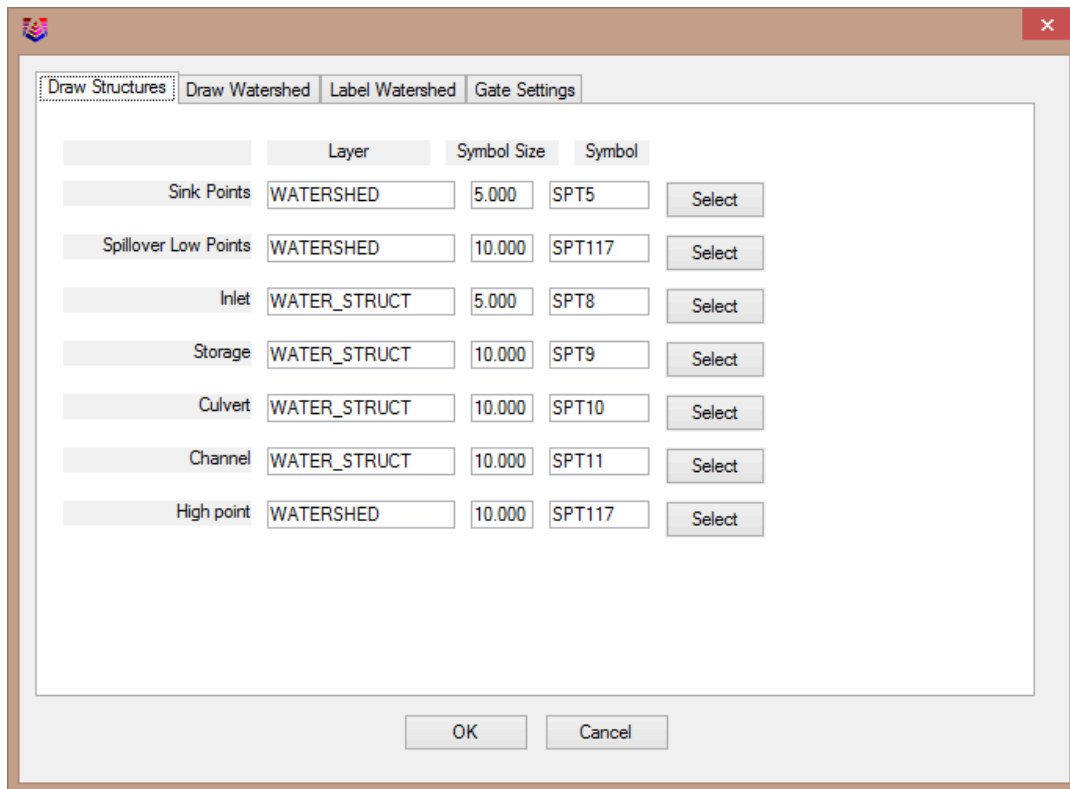 Draw Structures Draw Watershed Label Watershed Gate Settings
Layer Symbol Size Symbol
Sink Points WATERSHED 5.000 SPT5 Select
Spillover Low Points WATERSHED 10.000 SPT117 Select
Inlet WATER_STRUCT 5.000 SPT8 Select
Storage WATER_STRUCT 10.000 SPT9 Select
Culvert WATER_STRUCT 10.000 SPT10 Select
Channel WATER_STRUCT 10.000 SPT11 Select
High point WATERSHED 10.000 SPT117 Select
OK Cancel